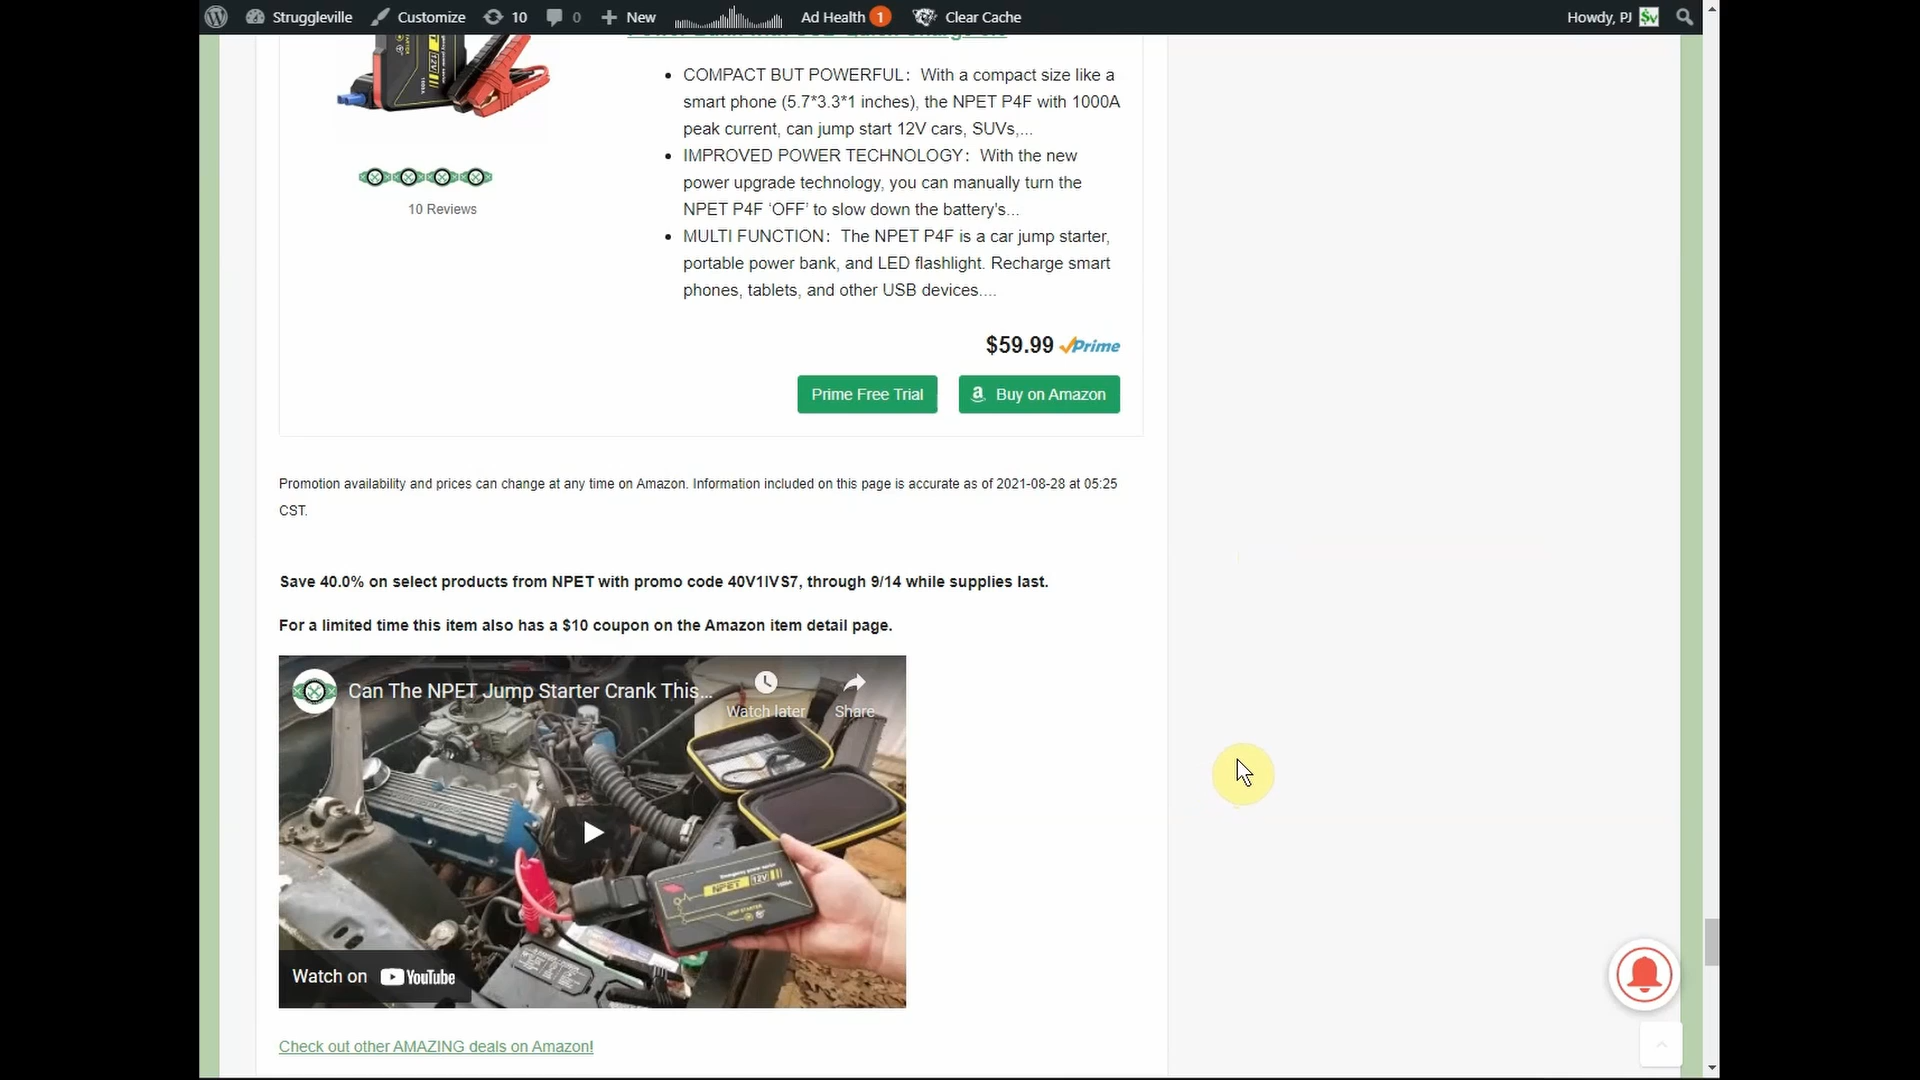 Struggleville Customize 10 0 New Ad Health 1 Clear Cache Howdy, PJ
COMPACT BUT POWERFUL：With a compact size like a
smart phone (5.7*3.3*1 inches), the NPET P4F with 1000A
peak current, can jump start 12V cars, SUVs,...
IMPROVED POWER TECHNOLOGY：With the new
power upgrade technology, you can manually turn the
NPET P4F ‘OFF’ to slow down the battery's...
10 Reviews
MULTI FUNCTION：The NPET P4F is a car jump starter,
portable power bank, and LED flashlight. Recharge smart
phones, tablets, and other USB devices....
$59.99 Prime
Prime Free Trial
Buy on Amazon
Promotion availability and prices can change at any time on Amazon. Information included on this page is accurate as of 2021-08-28 at 05:25
CST.
Save 40.0% on select products from NPET with promo code 40V1IVS7, through 9/14 while supplies last.
For a limited time this item also has a $10 coupon on the Amazon item detail page.
Can The NPET Jump Starter Crank This...
Watch later
Share
NPET 12V
JUMP STARTER
Watch on YouTube
Check out other AMAZING deals on Amazon!